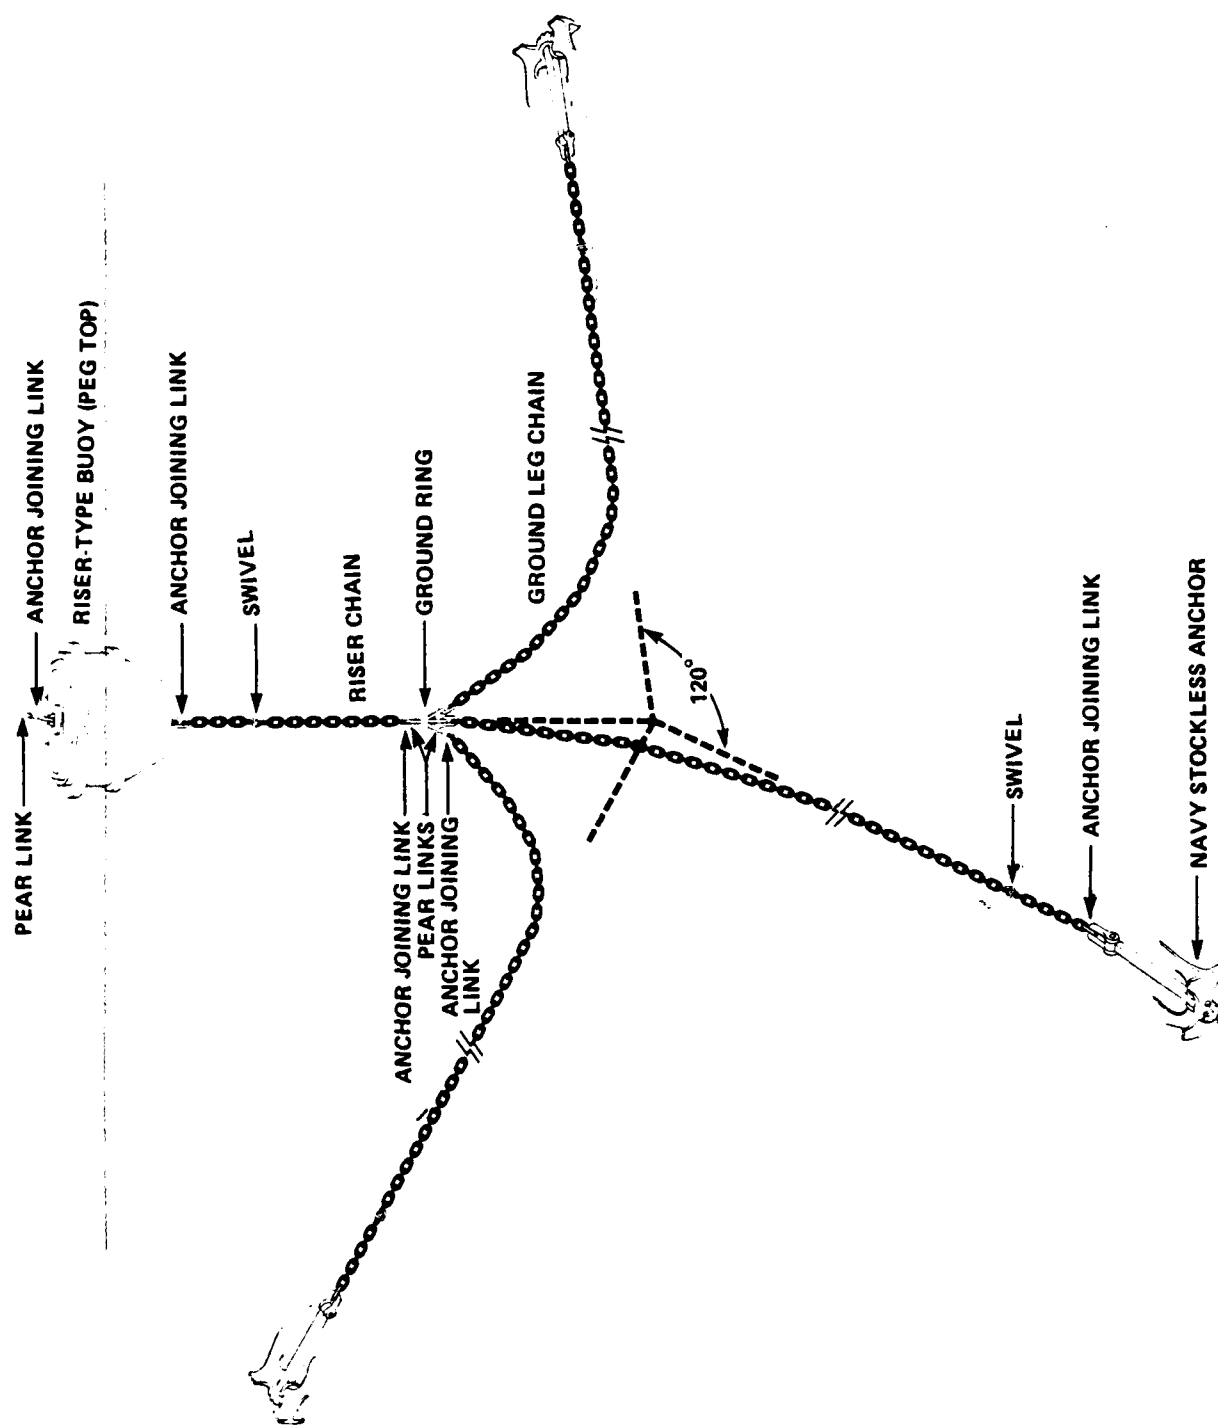 PEAR LINK
ANCHOR JOINING LINK
RISER-TYPE BUOY (PEG TOP)
ANCHOR JOINING LINK
SWIVEL
RISER CHAIN
GROUND RING
ANCHOR JOINING LINK
PEAR LINKS
ANCHOR JOINING
LINK
GROUND LEG CHAIN
120°
SWIVEL
ANCHOR JOINING LINK
NAVY STOCKLESS ANCHOR